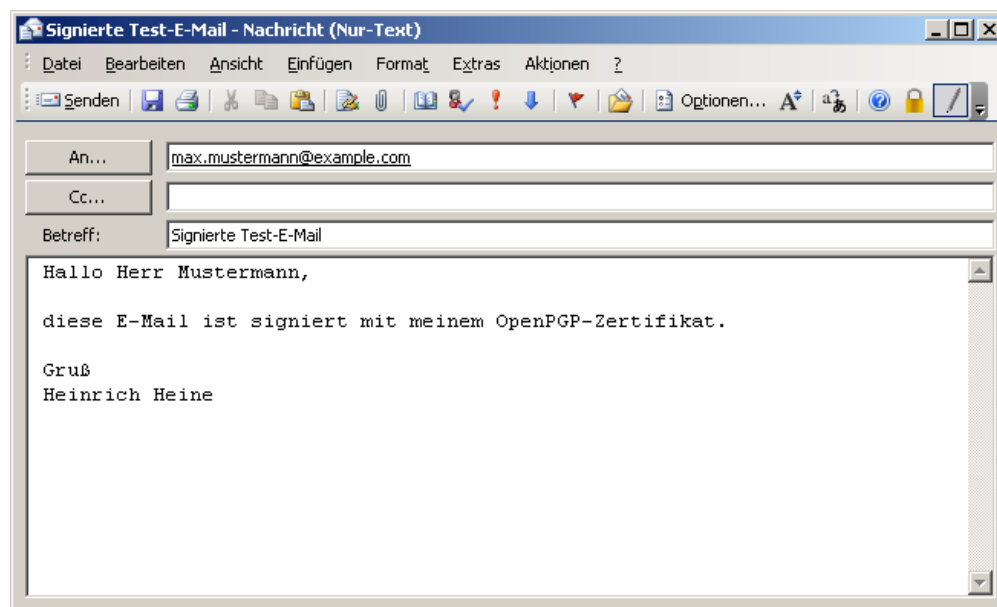 Signierte Test-E-Mail - Nachricht (Nur-Text)
Datei Bearbeiten Ansicht Einfügen Format Extras Aktionen ?
Senden Optionen...
An... max.mustermann@example.com
Cc...
Betreff: Signierte Test-E-Mail
Hallo Herr Mustermann,
diese E-Mail ist signiert mit meinem OpenPGP-Zertifikat.
Gruß
Heinrich Heine